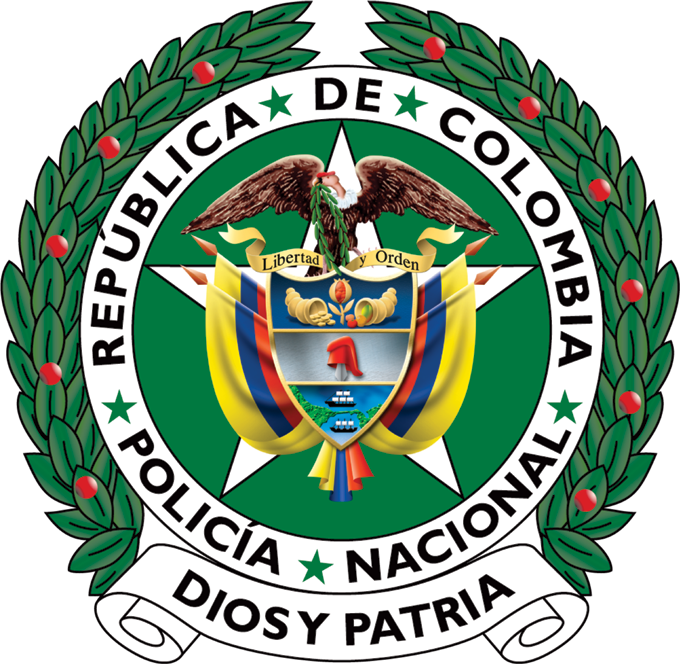 REPÚBLICA DE COLOMBIA
Libertad y Orden
POLICÍA NACIONAL
DIOS Y PATRIA